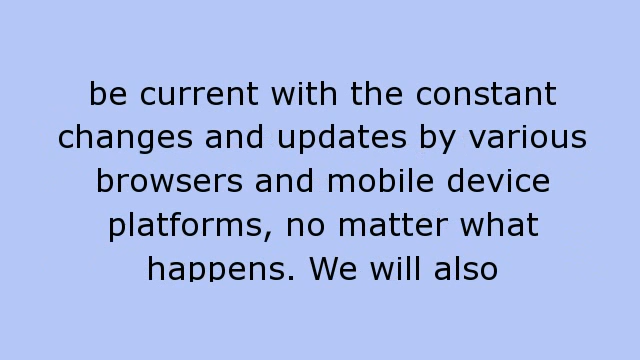 be current with the constant
changes and updates by various
browsers and mobile device
platforms, no matter what
happens. We will also